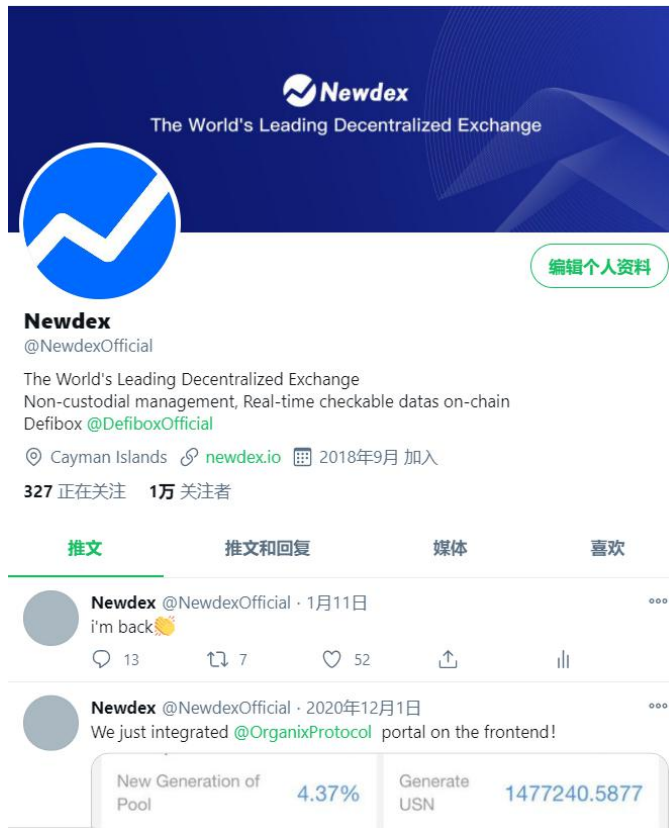 Newdex
The World's Leading Decentralized Exchange
编辑个人资料
Newdex
@NewdexOfficial
The World's Leading Decentralized Exchange
Non-custodial management, Real-time checkable datas on-chain
Defibox @DefiboxOfficial
Cayman Islands newdex.io 2018年9月 加入
327 正在关注 1万 关注者
推文 推文和回复 媒体 喜欢
Newdex @NewdexOfficial · 1月11日
i'm back👏
13 7 52
Newdex @NewdexOfficial · 2020年12月1日
We just integrated @OrganixProtocol portal on the frontend!
New Generation of Pool 4.37% Generate USN 1477240.5877